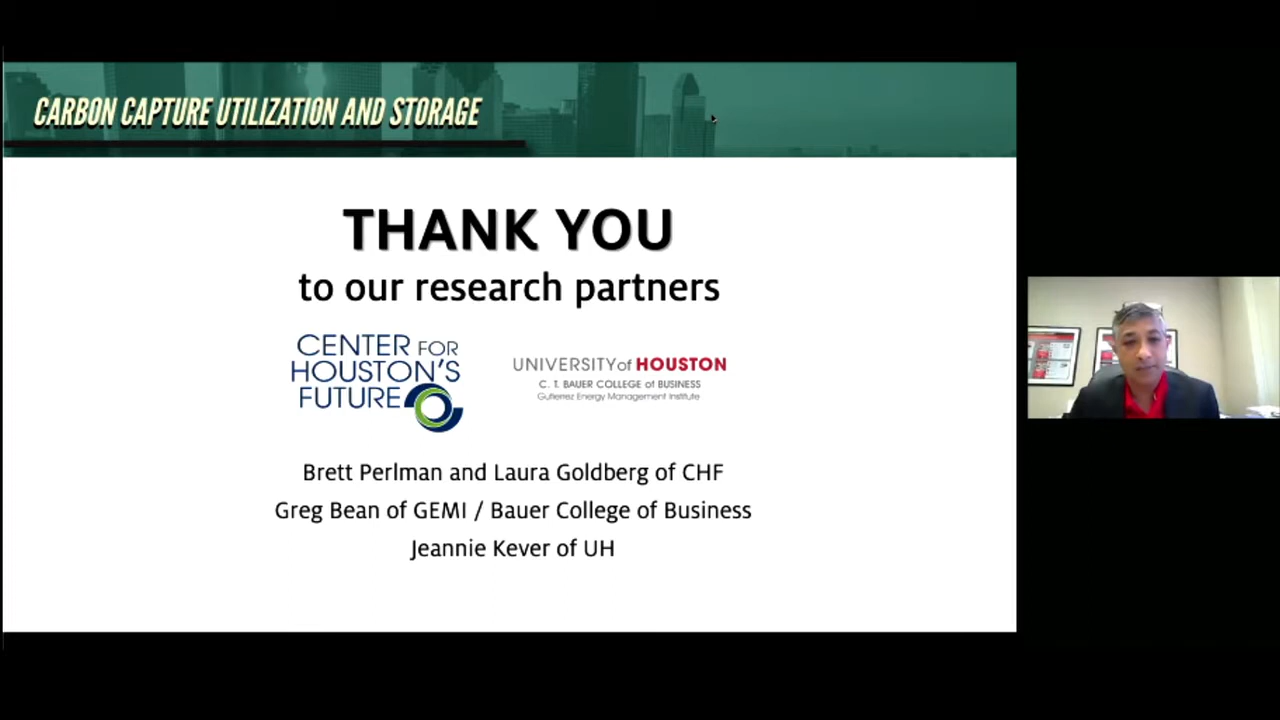 CARBON CAPTURE UTILIZATION AND STORAGE
THANK YOU
to our research partners
CENTER FOR
HOUSTON'S
FUTURE
UNIVERSITY of HOUSTON
C. T. BAUER COLLEGE of BUSINESS
Gutierrez Energy Management Institute
Brett Perlman and Laura Goldberg of CHF
Greg Bean of GEMI / Bauer College of Business
Jeannie Kever of UH